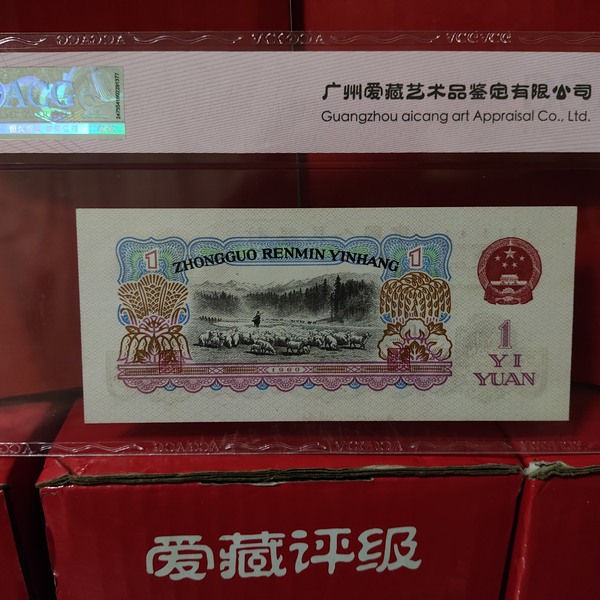 ACG
广州爱藏艺术品鉴定有限公司
Guangzhou aicang art Appraisal Co., Ltd.
1
ZHONGGUO RENMIN YINHANG
1
1
YI
YUAN
1960
爱藏评级